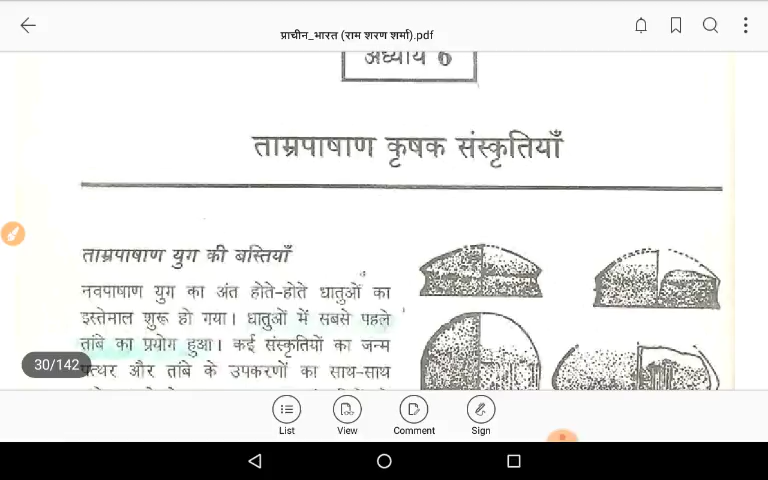 प्राचीन_भारत (राम शरण शर्मा).pdf
अध्याय 6
ताम्रपाषाण कृषक संस्कृतियाँ
ताम्रपाषाण युग की बस्तियाँ
नवपाषाण युग का अंत होते-होते धातुओं का
इस्तेमाल शुरू हो गया। धातुओं में सबसे पहले
तांबे का प्रयोग हुआ। कई संस्कृतियों का जन्म
पत्थर और तांबे के उपकरणों का साथ-साथ
30/142
List
View
Comment
Sign